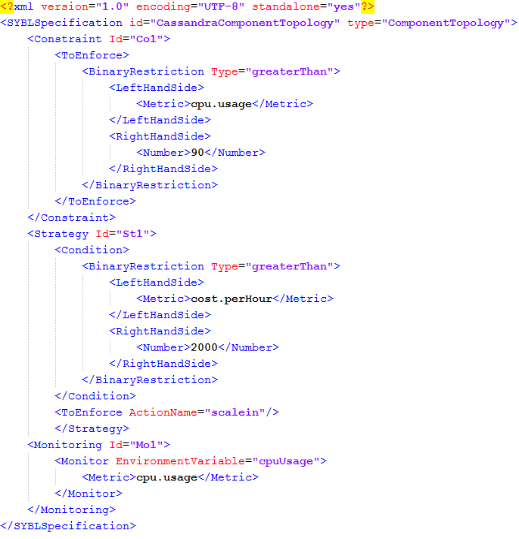 <?xml version="1.0" encoding="UTF-8" standalone="yes"?>
<SYBLSpecification id="CassandraComponentTopology" type="ComponentTopology">
    <Constraint Id="Co1">
        <ToEnforce>
            <BinaryRestriction Type="greaterThan">
                <LeftHandSide>
                    <Metric>cpu.usage</Metric>
                </LeftHandSide>
                <RightHandSide>
                    <Number>90</Number>
                </RightHandSide>
            </BinaryRestriction>
        </ToEnforce>
    </Constraint>
    <Strategy Id="St1">
        <Condition>
            <BinaryRestriction Type="greaterThan">
                <LeftHandSide>
                    <Metric>cost.perHour</Metric>
                </LeftHandSide>
                <RightHandSide>
                    <Number>2000</Number>
                </RightHandSide>
            </BinaryRestriction>
        </Condition>
        <ToEnforce ActionName="scalein"/>
        </Strategy>
    <Monitoring Id="Mo1">
        <Monitor EnvironmentVariable="cpuUsage">
            <Metric>cpu.usage</Metric>
        </Monitor>
    </Monitoring>
</SYBLSpecification>